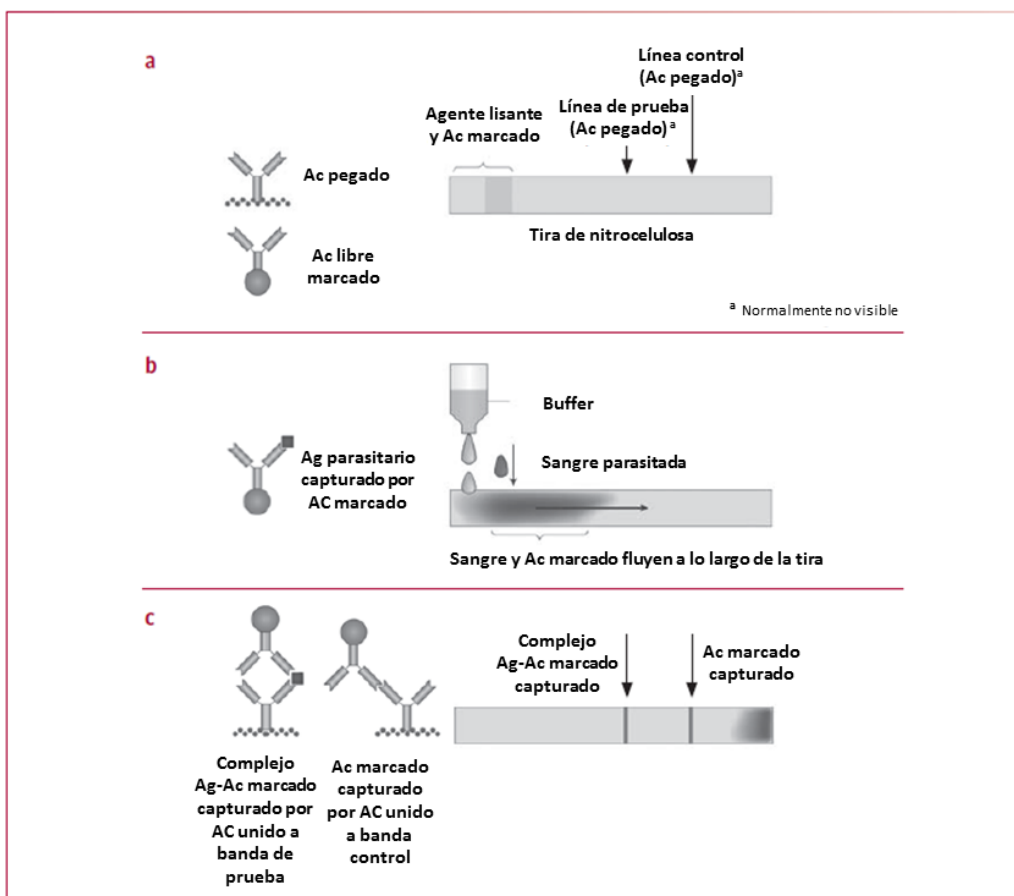 a
Línea control
(Ac pegado)ª
Agente lisante
y Ac marcado
Línea de prueba
(Ac pegado) ª
Ac pegado
Tira de nitrocelulosa
Ac libre
marcado
ª Normalmente no visible
b
Buffer
Ag parasitario
capturado por
AC marcado
Sangre parasitada
Sangre y Ac marcado fluyen a lo largo de la tira
c
Complejo
Ag-Ac marcado
capturado
Ac marcado
capturado
Complejo
Ag-Ac marcado
capturado por
AC unido a
banda de
prueba
Ac marcado
capturado
por AC unido
a banda
control